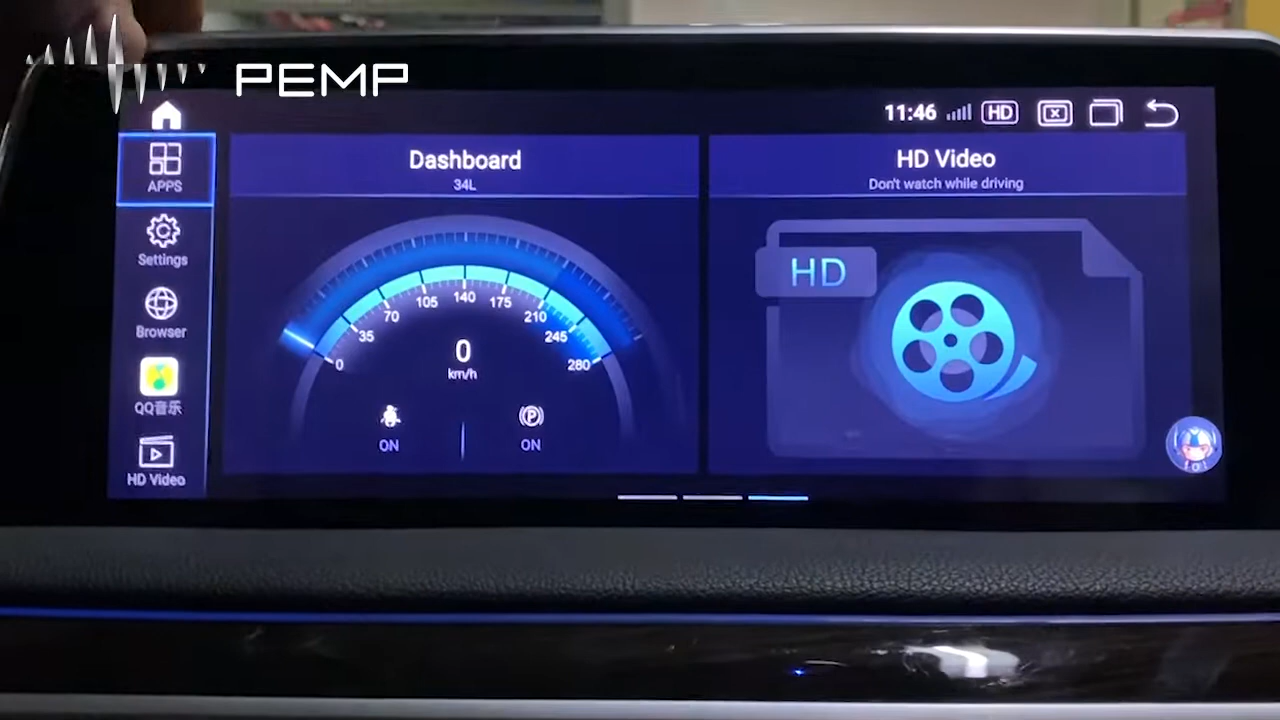 PEMP
11:46 HD
APPS
Settings
Browser
QQ音乐
HD Video
Dashboard
34L
0
35
70
105
140
175
210
245
280
0
km/h
ON
ON
HD Video
Don't watch while driving
HD